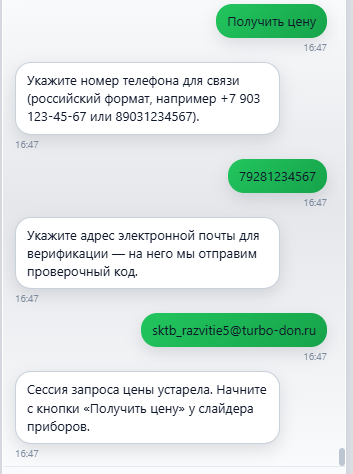 Получить цену
16:47
Укажите номер телефона для связи
(российский формат, например +7 903
123-45-67 или 89031234567).
16:47
79281234567
16:47
Укажите адрес электронной почты для
верификации — на него мы отправим
проверочный код.
16:47
sktb_razvitie5@turbo-don.ru
16:47
Сессия запроса цены устарела. Начните
с кнопки «Получить цену» у слайдера
приборов.
16:47